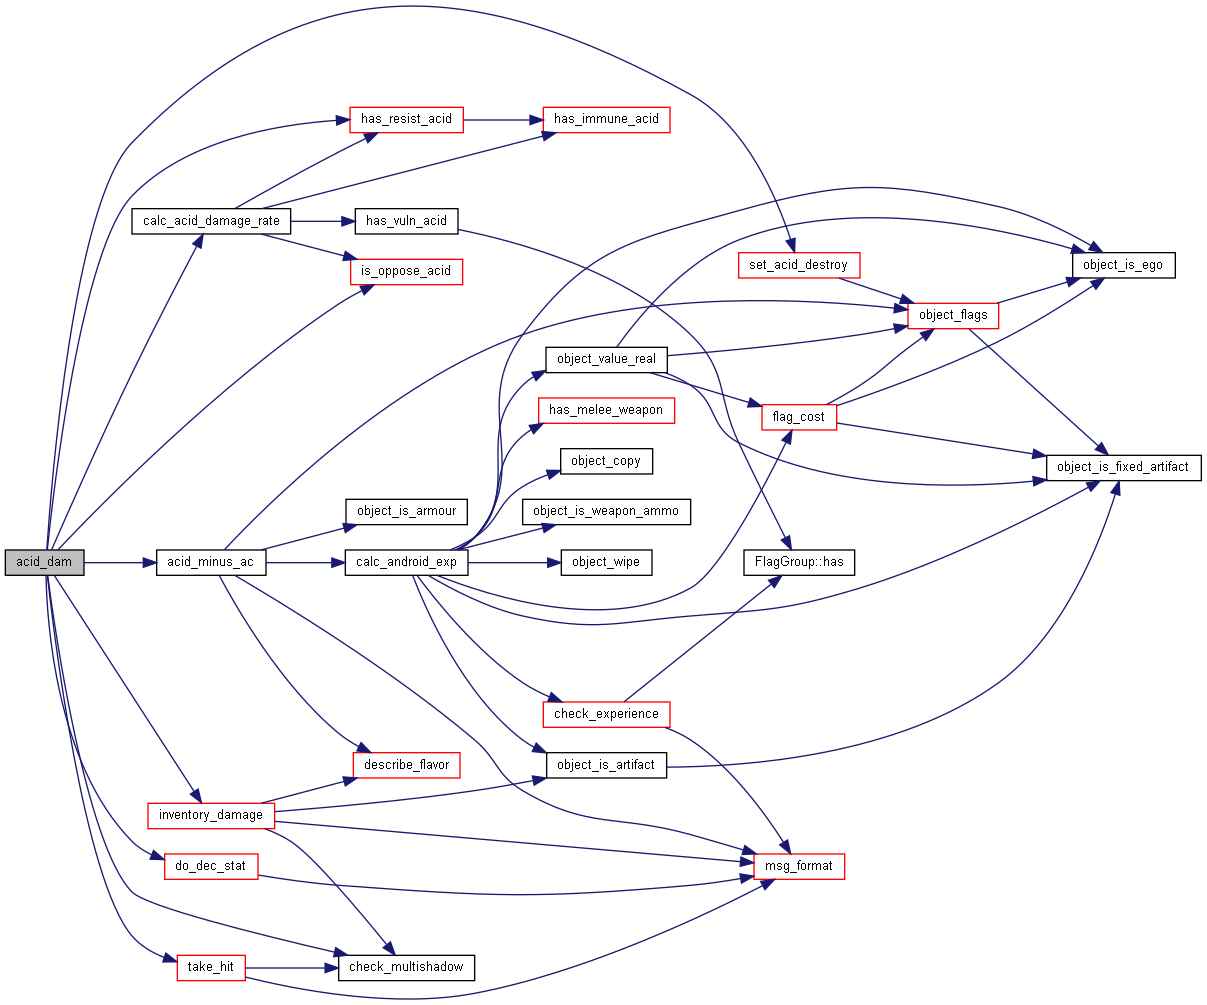 has_resist_acid
has_immune_acid
calc_acid_damage_rate
has_vuln_acid
is_oppose_acid
set_acid_destroy
object_is_ego
object_flags
object_value_real
has_melee_weapon
flag_cost
object_copy
object_is_fixed_artifact
object_is_armour
object_is_weapon_ammo
acid_dam
acid_minus_ac
calc_android_exp
object_wipe
FlagGroup::has
check_experience
describe_flavor
object_is_artifact
inventory_damage
do_dec_stat
msg_format
take_hit
check_multishadow